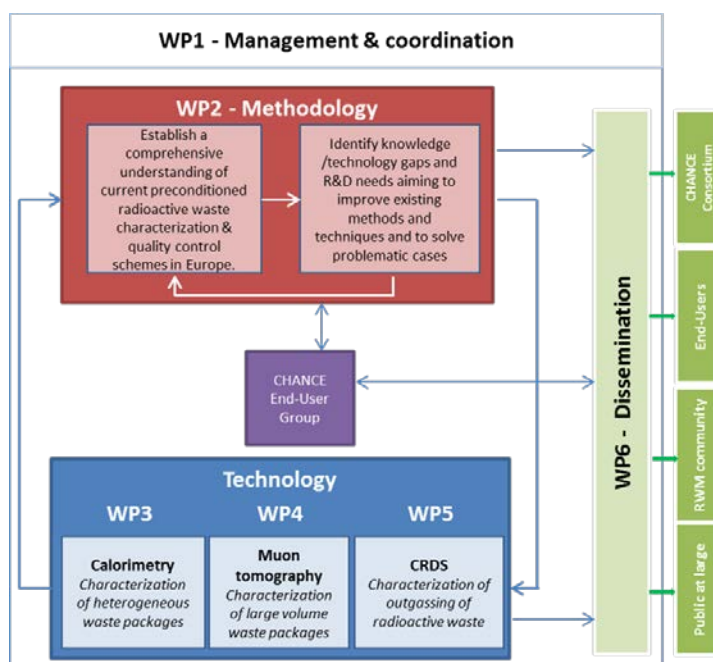 WP1 - Management & coordination
WP2 - Methodology
Establish a
comprehensive
understanding of
current preconditioned
radioactive waste
characterization &
quality control
schemes in Europe.
Identify knowledge
/technology gaps and
R&D needs aiming to
improve existing
methods and
techniques and to solve
problematic cases
CHANCE
End-User
Group
Technology
WP3
WP4
WP5
Calorimetry
Characterization
of heterogeneous
waste packages
Muon
tomography
Characterization
of large volume
waste packages
CRDS
Characterization of
outgassing of
radioactive waste
WP6 - Dissemination
CHANCE
Consortium
End-Users
RWM community
Public at large